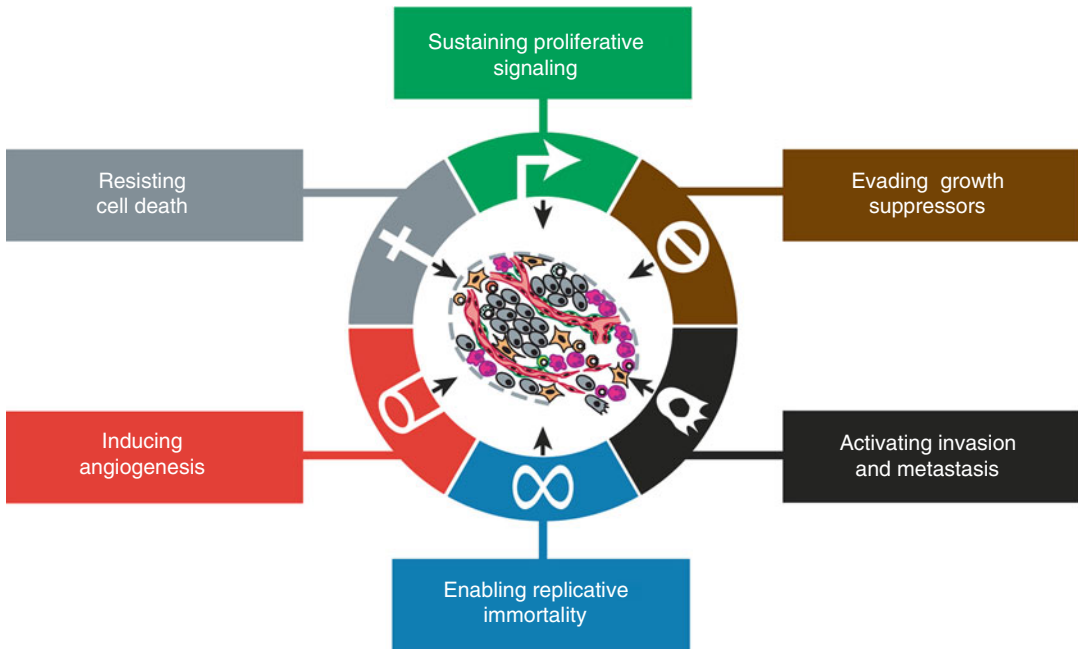 Sustaining proliferative
signaling
Resisting
cell death
Evading growth
suppressors
Inducing
angiogenesis
Activating invasion
and metastasis
Enabling replicative
immortality